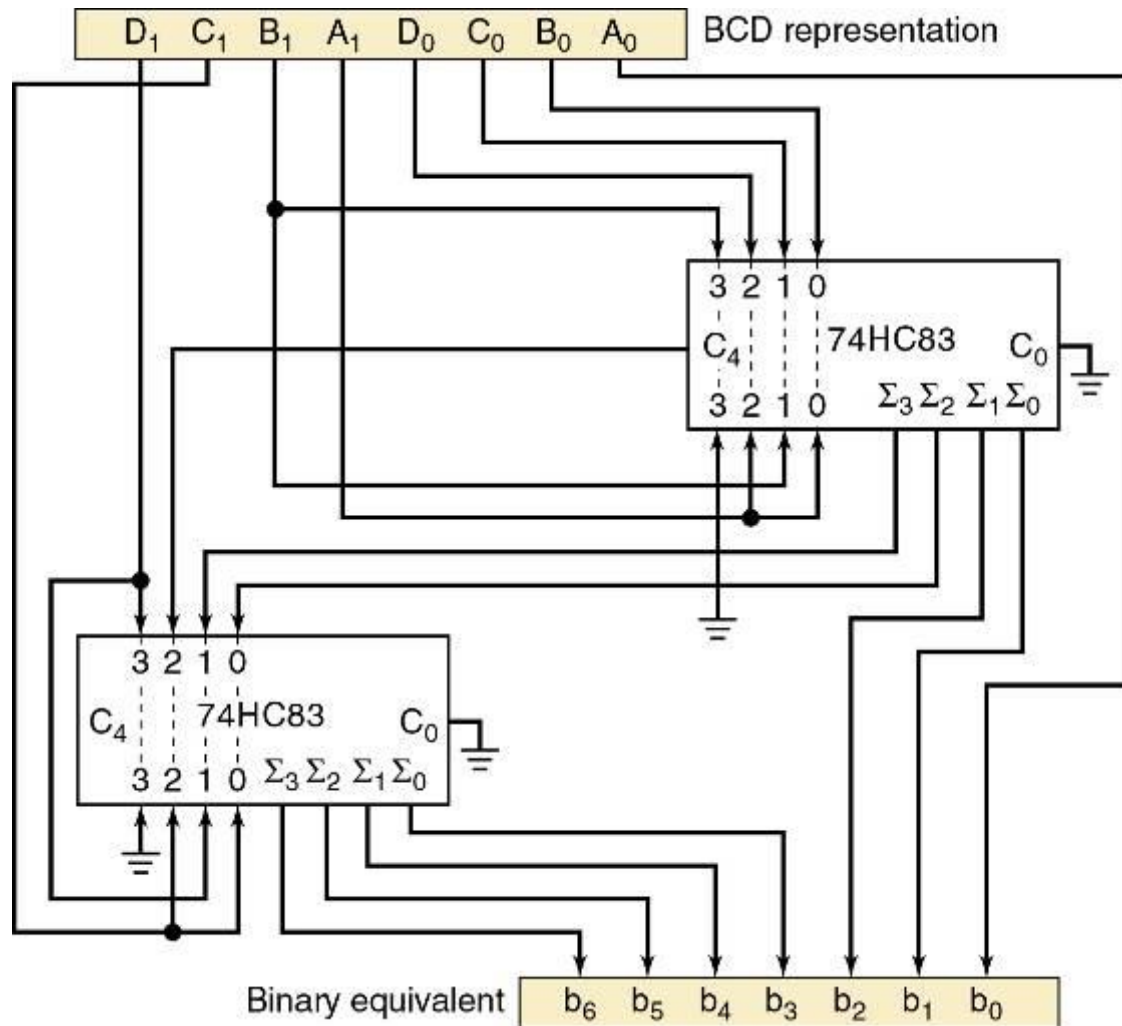 D₁ C₁ B₁ A₁ D₀ C₀ B₀ A₀ BCD representation
3 2 1 0
C₄ 74HC83 C₀
3 2 1 0 Σ₃ Σ₂ Σ₁ Σ₀
3 2 1 0
C₄ 74HC83 C₀
3 2 1 0 Σ₃ Σ₂ Σ₁ Σ₀
Binary equivalent b₆ b₅ b₄ b₃ b₂ b₁ b₀